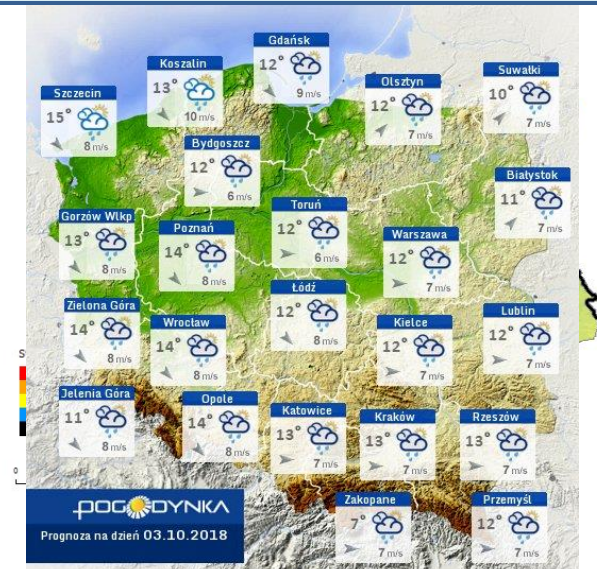 Gdańsk
12°
9 m/s
Koszalin
13°
10 m/s
Suwałki
10°
7 m/s
Olsztyn
12°
7 m/s
Szczecin
15°
8 m/s
Bydgoszcz
12°
6 m/s
Białystok
11°
7 m/s
Toruń
12°
6 m/s
Gorzów Wlkp
13°
8 m/s
Poznań
14°
8 m/s
Warszawa
12°
7 m/s
Łódź
12°
8 m/s
Zielona Góra
14°
8 m/s
Lublin
12°
7 m/s
Wrocław
14°
8 m/s
Kielce
12°
7 m/s
Jelenia Góra
11°
8 m/s
Opole
14°
8 m/s
Katowice
13°
7 m/s
Kraków
13°
7 m/s
Rzeszów
13°
7 m/s
Zakopane
7°
7 m/s
Przemyśl
12°
7 m/s
POGODYNKA
Prognoza na dzień 03.10.2018
0